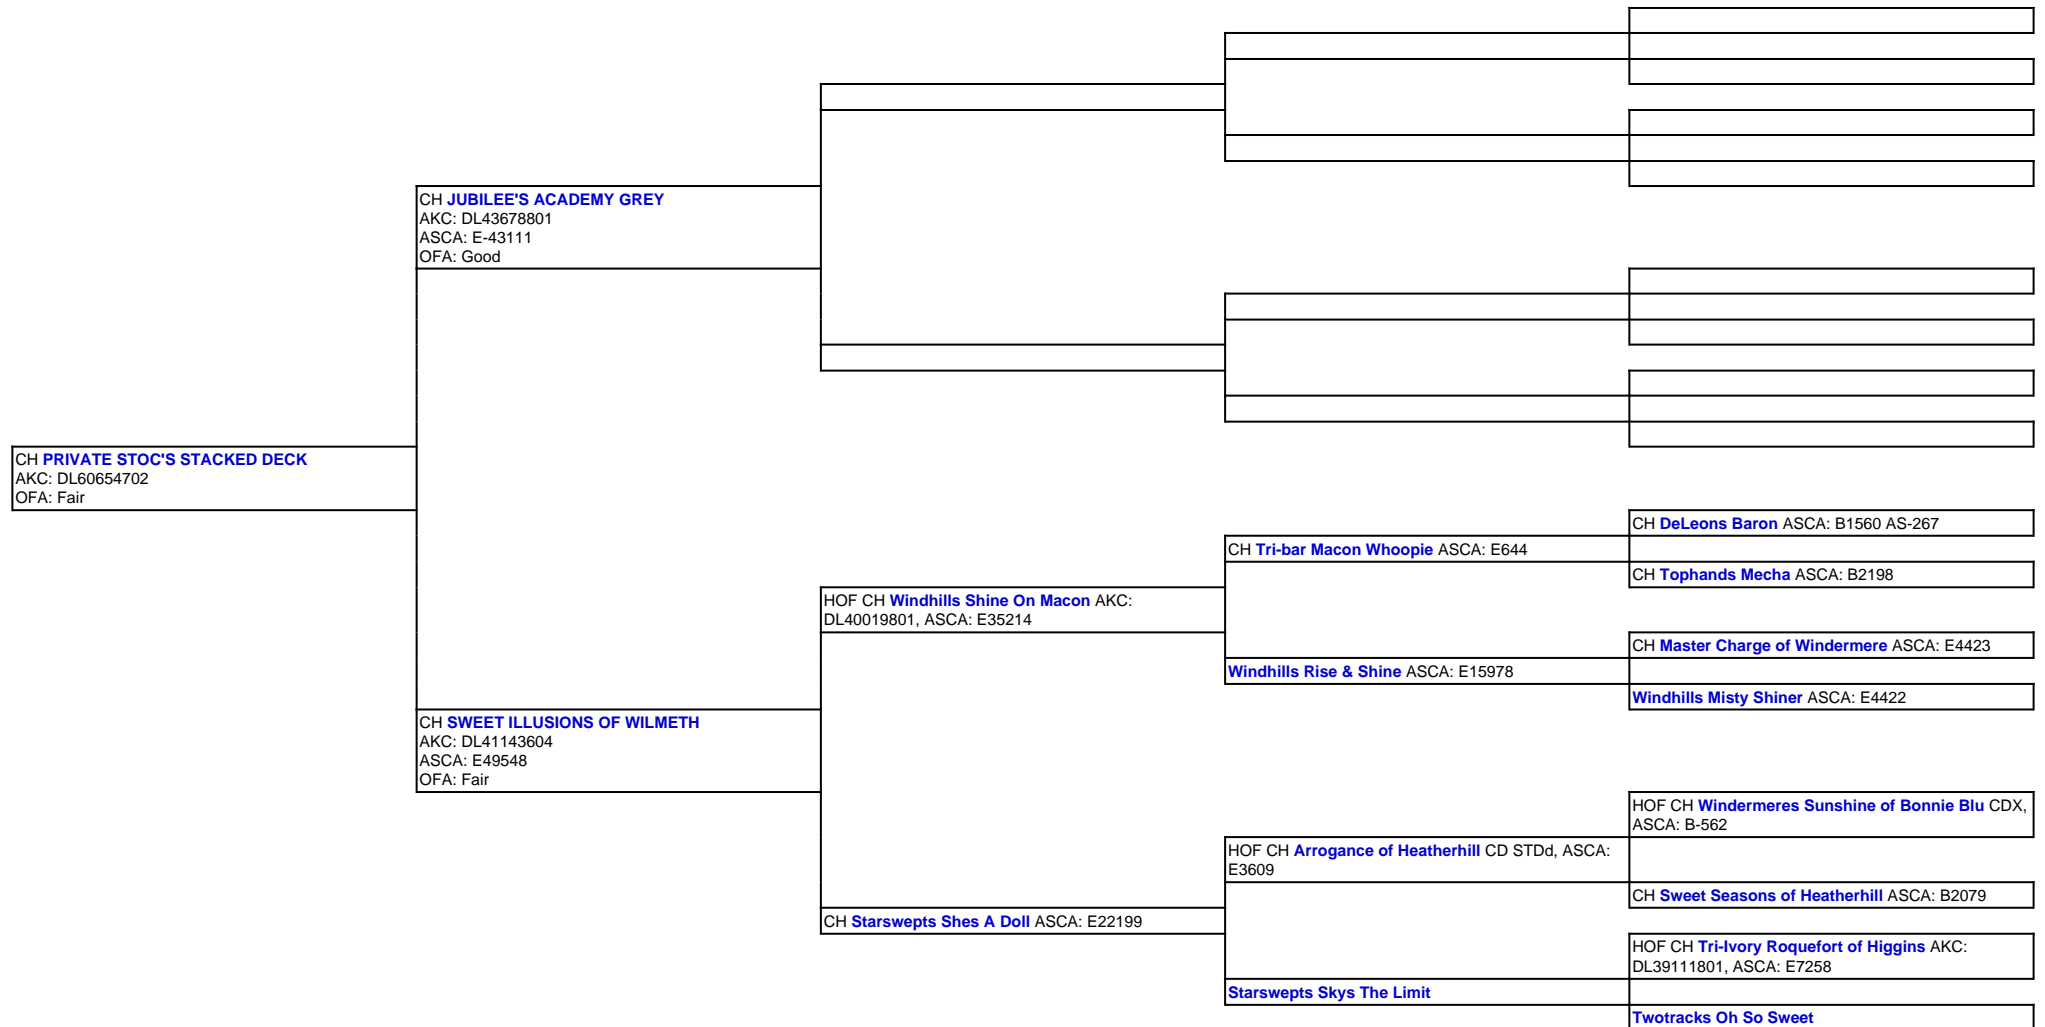 CH JUBILEE'S ACADEMY GREY
AKC: DL43678801
ASCA: E-43111
OFA: Good
CH PRIVATE STOC'S STACKED DECK
AKC: DL60654702
OFA: Fair
CH DeLeons Baron ASCA: B1560 AS-267
CH Tri-bar Macon Whoopie ASCA: E644
CH Tophands Mecha ASCA: B2198
HOF CH Windhills Shine On Macon AKC:
DL40019801, ASCA: E35214
CH Master Charge of Windermere ASCA: E4423
Windhills Rise & Shine ASCA: E15978
Windhills Misty Shiner ASCA: E4422
CH SWEET ILLUSIONS OF WILMETH
AKC: DL41143604
ASCA: E49548
OFA: Fair
HOF CH Windermeres Sunshine of Bonnie Blu CDX,
ASCA: B-562
HOF CH Arrogance of Heatherhill CD STDd, ASCA:
E3609
CH Sweet Seasons of Heatherhill ASCA: B2079
CH Starswepts Shes A Doll ASCA: E22199
HOF CH Tri-Ivory Roquefort of Higgins AKC:
DL39111801, ASCA: E7258
Starswepts Skys The Limit
Twotracks Oh So Sweet